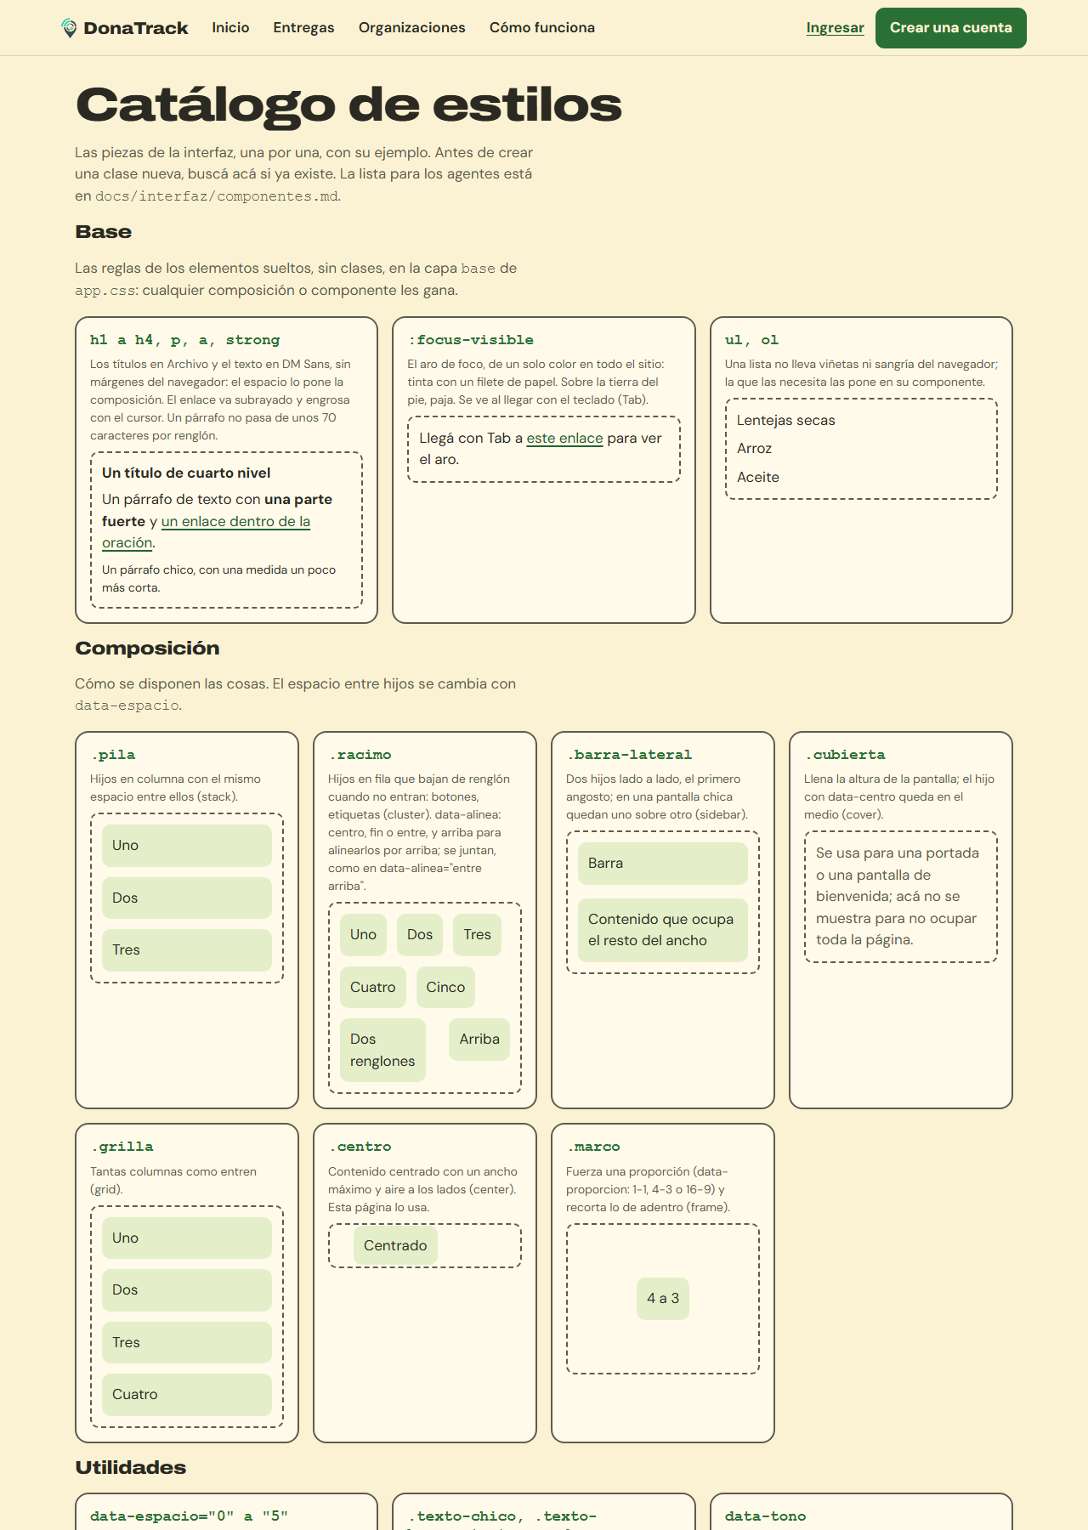 DonaTrack Inicio Entregas Organizaciones Cómo funciona Ingresar Crear una cuenta
Catálogo de estilos
Las piezas de la interfaz, una por una, con su ejemplo. Antes de crear
una clase nueva, buscá acá si ya existe. La lista para los agentes está
en docs/interfaz/componentes.md.
Base
Las reglas de los elementos sueltos, sin clases, en la capa base de
app.css: cualquier composición o componente les gana.
h1 a h4, p, a, strong
Los títulos en Archivo y el texto en DM Sans, sin
márgenes del navegador: el espacio lo pone la
composición. El enlace va subrayado y engrosa
con el cursor. Un párrafo no pasa de unos 70
caracteres por renglón.
Un título de cuarto nivel
Un párrafo de texto con una parte
fuerte y un enlace dentro de la
oración.
Un párrafo chico, con una medida un poco
más corta.
:focus-visible
El aro de foco, de un solo color en todo el sitio:
tinta con un filete de papel. Sobre la tierra del
pie, paja. Se ve al llegar con el teclado (Tab).
Llegá con Tab a este enlace para ver
el aro.
ul, ol
Una lista no lleva viñetas ni sangría del navegador;
la que las necesita las pone en su componente.
Lentejas secas
Arroz
Aceite
Composición
Cómo se disponen las cosas. El espacio entre hijos se cambia con
data-espacio.
.pila
Hijos en columna con el mismo
espacio entre ellos (stack).
Uno
Dos
Tres
.racimo
Hijos en fila que bajan de renglón
cuando no entran: botones,
etiquetas (cluster). data-alinea:
centro, fin o entre, y arriba para
alinearlos por arriba; se juntan,
como en data-alinea="entre
arriba".
Uno Dos Tres
Cuatro Cinco
Dos
renglones
Arriba
.barra-lateral
Dos hijos lado a lado, el primero
angosto; en una pantalla chica
quedan uno sobre otro (sidebar).
Barra
Contenido que ocupa
el resto del ancho
.cubierta
Llena la altura de la pantalla; el hijo
con data-centro queda en el
medio (cover).
Se usa para una portada
o una pantalla de
bienvenida; acá no se
muestra para no ocupar
toda la página.
.grilla
Tantas columnas como entren
(grid).
Uno
Dos
Tres
Cuatro
.centro
Contenido centrado con un ancho
máximo y aire a los lados (center).
Esta página lo usa.
Centrado
.marco
Fuerza una proporción (data-
proporcion: 1-1, 4-3 o 16-9) y
recorta lo de adentro (frame).
4 a 3
Utilidades
data-espacio="0" a "5"
.texto-chico, .texto-
data-tono